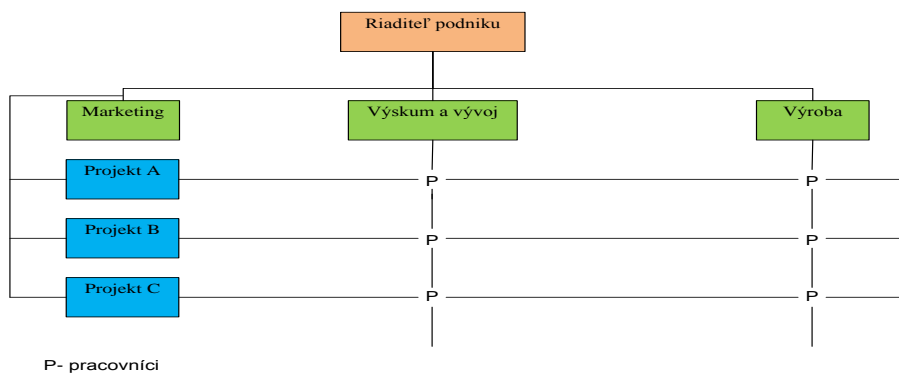 Riaditeľ podniku
Marketing
Výskum a vývoj
Výroba
Projekt A
P
P
Projekt B
P
P
Projekt C
P
P
P- pracovníci